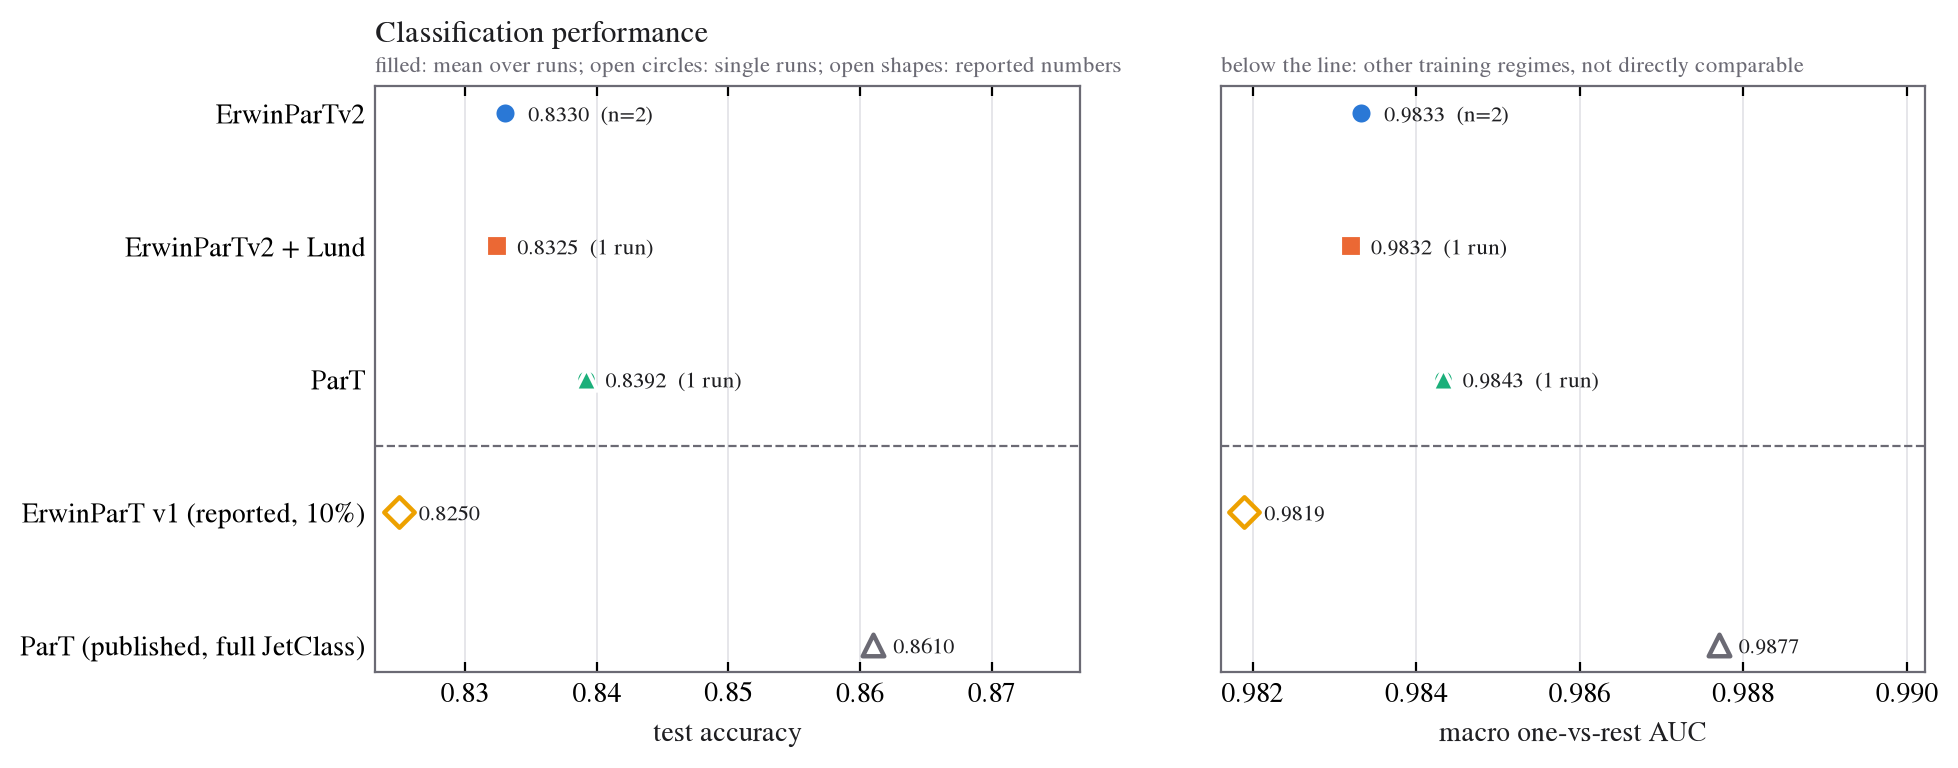 Classification performance
filled: mean over runs; open circles: single runs; open shapes: reported numbers
below the line: other training regimes, not directly comparable
ErwinParTv2
0.8330 (n=2)
0.9833 (n=2)
ErwinParTv2 + Lund
0.8325 (1 run)
0.9832 (1 run)
ParT
0.8392 (1 run)
0.9843 (1 run)
ErwinParT v1 (reported, 10%)
0.8250
0.9819
ParT (published, full JetClass)
0.8610
0.9877
0.83 0.84 0.85 0.86 0.87
0.982 0.984 0.986 0.988 0.990
test accuracy
macro one-vs-rest AUC